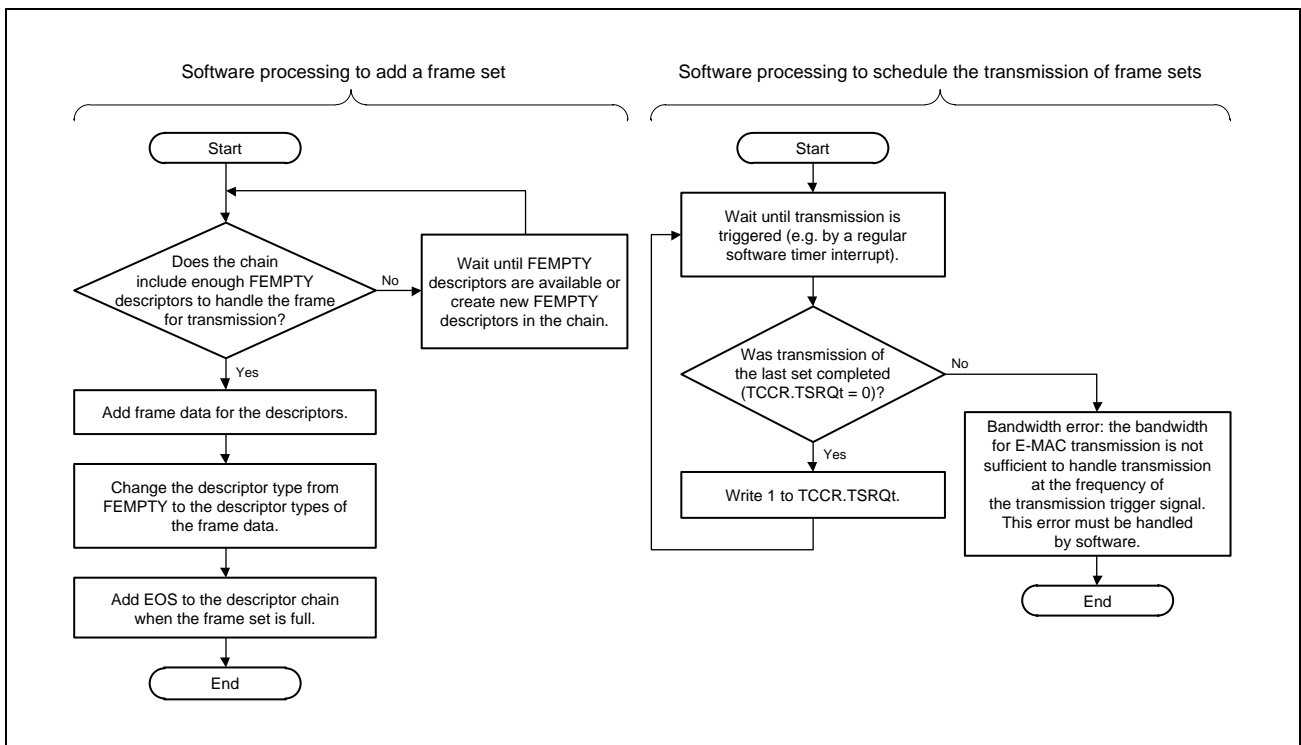 Software processing to add a frame set
Start
Does the chain
include enough FEMPTY
descriptors to handle the frame
for transmission?
No
Wait until FEMPTY
descriptors are available or
create new FEMPTY
descriptors in the chain.
Yes
Add frame data for the descriptors.
Change the descriptor type from
FEMPTY to the descriptor types of
the frame data.
Add EOS to the descriptor chain
when the frame set is full.
End
Software processing to schedule the transmission of frame sets
Start
Wait until transmission is
triggered (e.g. by a regular
software timer interrupt).
Was transmission of
the last set completed
(TCCR.TSRQt = 0)?
No
Yes
Write 1 to TCCR.TSRQt.
Bandwidth error: the bandwidth
for E-MAC transmission is not
sufficient to handle transmission
at the frequency of
the transmission trigger signal.
This error must be handled
by software.
End